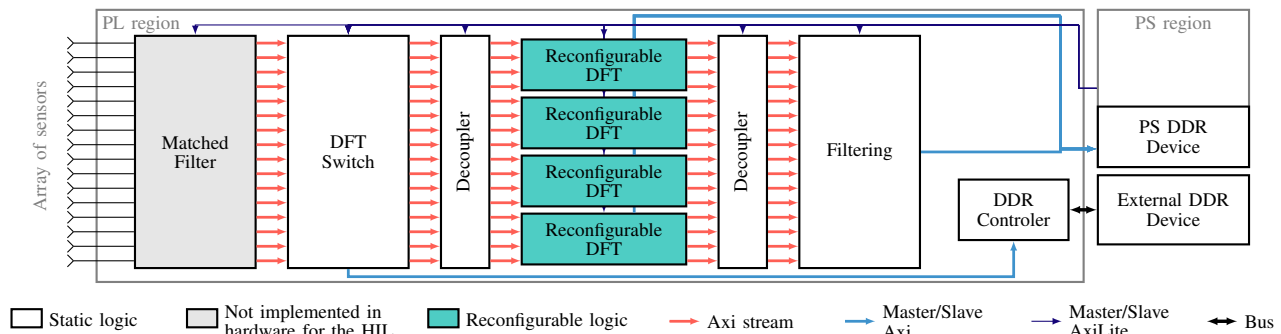 PL region
PS region
Array of sensors
Matched
Filter
DFT
Switch
Decoupler
Reconfigurable
DFT
Reconfigurable
DFT
Reconfigurable
DFT
Reconfigurable
DFT
Decoupler
Filtering
DDR
Controler
PS DDR
Device
External DDR
Device
Static logic
Not implemented in
hardware for the HIL
Reconfigurable logic
Axi stream
Master/Slave
Axi
Master/Slave
AxiLite
Bus